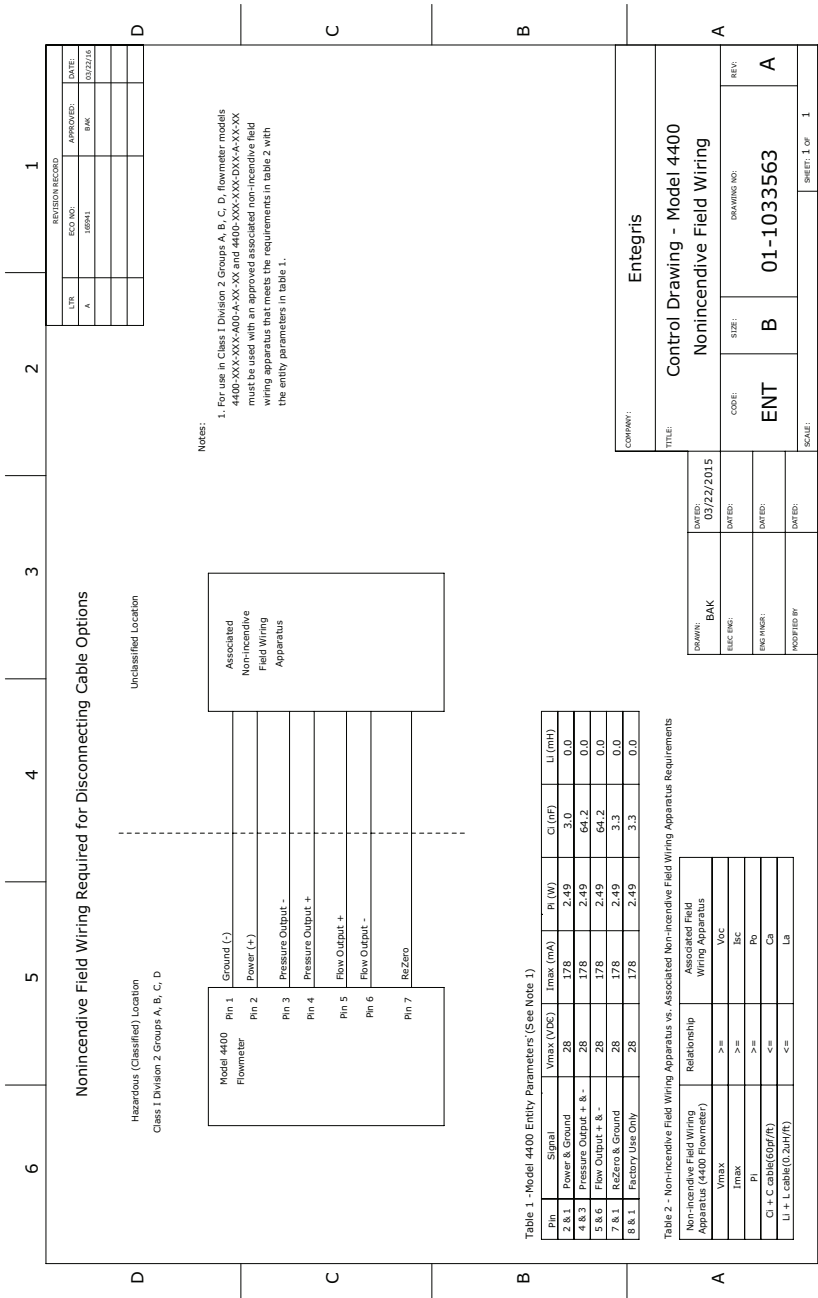 6
5
4
3
2
1
D
C
B
A
D
C
B
A
REVISION RECORD
LTR ECO NO: APPROVED: DATE:
A 165941 BAK 03/22/16
Nonincendive Field Wiring Required for Disconnecting Cable Options
Hazardous (Classified) Location
Class I Division 2 Groups A, B, C, D
Unclassified Location
Model 4400
Flowmeter
Pin 1 Ground (-)
Pin 2 Power (+)
Pin 3 Pressure Output -
Pin 4 Pressure Output +
Pin 5 Flow Output +
Pin 6 Flow Output -
Pin 7 ReZero
Associated
Non-incendive
Field Wiring
Apparatus
Notes:
1. For use in Class I Division 2 Groups A, B, C, D, flowmeter models
4400-XXX-XXX-A00-A-XX-XX and 4400-XXX-XXX-DXX-A-XX-XX
must be used with an approved associated non-incendive field
wiring apparatus that meets the requirements in table 2 with
the entity parameters in table 1.
Table 1 -Model 4400 Entity Parameters (See Note 1)
Pin Signal Vmax (VDC) Imax (mA) Pi (W) Ci (nF) Li (mH)
2 & 1 Power & Ground 28 178 2.49 3.0 0.0
4 & 3 Pressure Output + & - 28 178 2.49 64.2 0.0
5 & 6 Flow Output + & - 28 178 2.49 64.2 0.0
7 & 1 ReZero & Ground 28 178 2.49 3.3 0.0
8 & 1 Factory Use Only 28 178 2.49 3.3 0.0
Table 2 - Non-incendive Field Wiring Apparatus vs. Associated Non-incendive Field Wiring Apparatus Requirements
Non-incendive Field Wiring Relationship Associated Field
Apparatus (4400 Flowmeter) Wiring Apparatus
Vmax >= Voc
Imax >= Isc
Pi >= Po
Ci + C cable(60pf/ft) <= Ca
Li + L cable(0.2uH/ft) <= La
COMPANY:
Entegris
TITLE:
Control Drawing - Model 4400
Nonincendive Field Wiring
DRAWN: DATED:
BAK 03/22/2015
ELEC ENG: DATED:
ENG MNGR: DATED:
MODIFIED BY DATED:
CODE: SIZE: DRAWING NO: REV:
ENT B 01-1033563 A
SCALE: SHEET: 1 OF 1